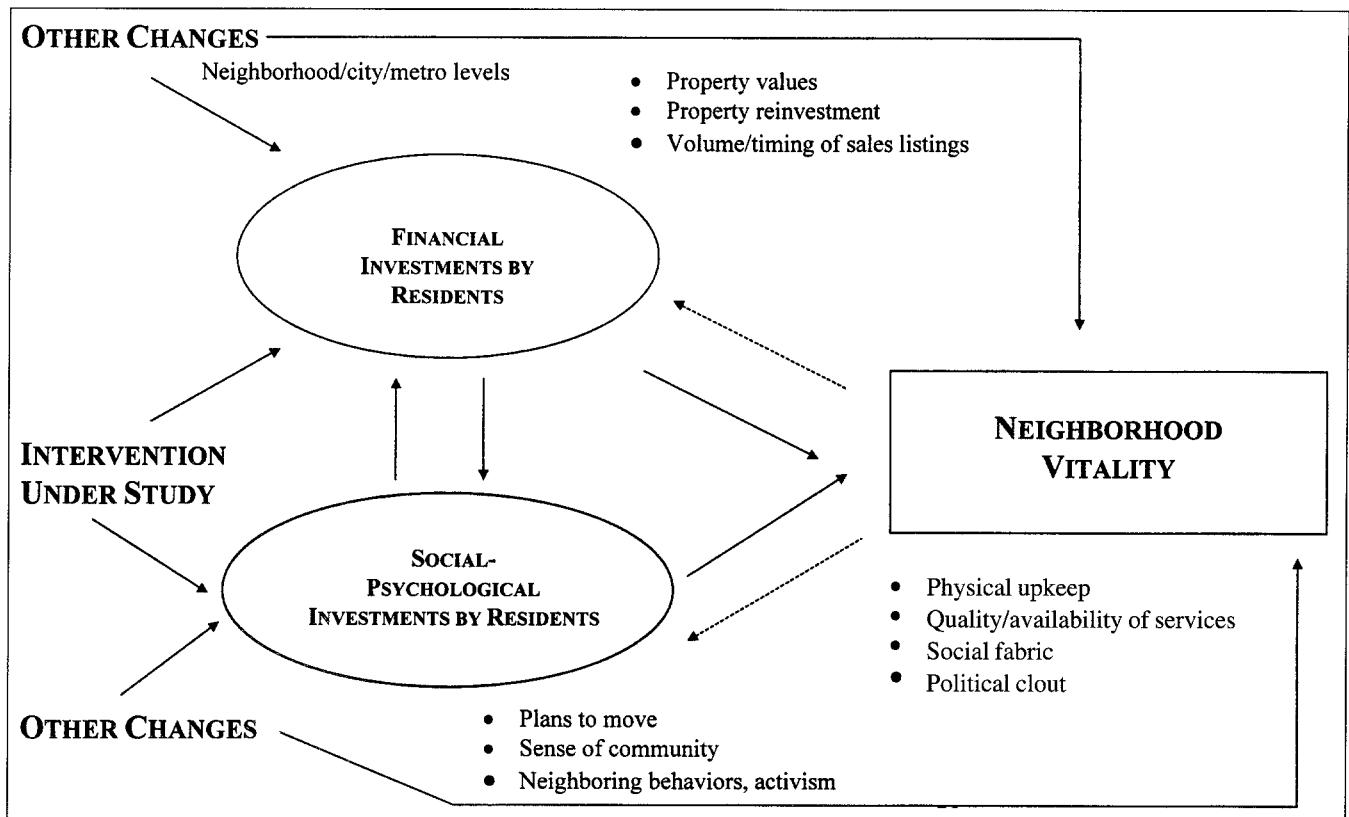 OTHER CHANGES
Neighborhood/city/metro levels
• Property values
• Property reinvestment
• Volume/timing of sales listings
FINANCIAL
INVESTMENTS BY
RESIDENTS
INTERVENTION
UNDER STUDY
NEIGHBORHOOD
VITALITY
SOCIAL-
PSYCHOLOGICAL
INVESTMENTS BY RESIDENTS
• Physical upkeep
• Quality/availability of services
• Social fabric
• Political clout
OTHER CHANGES
• Plans to move
• Sense of community
• Neighboring behaviors, activism